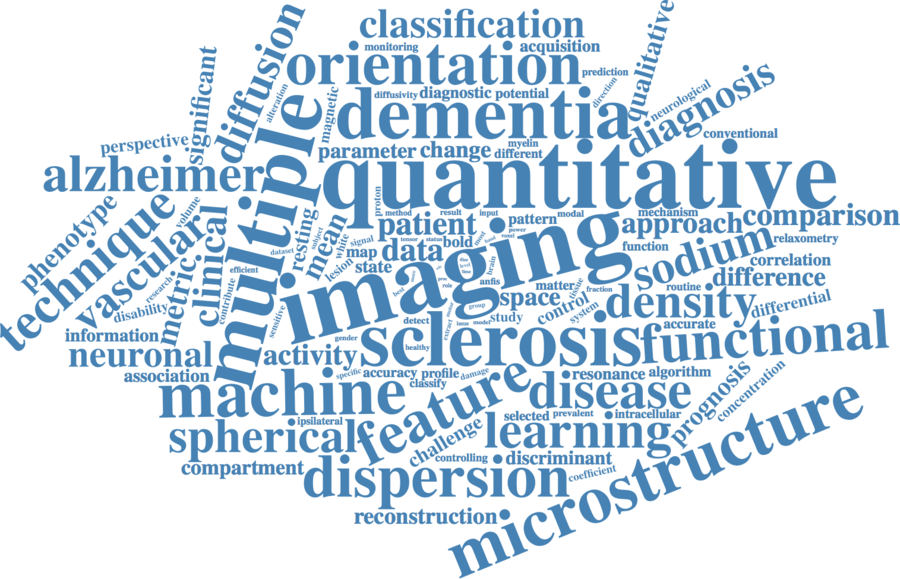 classification
monitoring
acquisition
orientation
prediction
qualitative
diffusion
significant
alteration
magnetic
diffusivity
diagnostic
potential
direction
neurological
dementia
diagnosis
conventional
perspective
parameter
change
myelin
different
alzheimer
multiple
quantitative
phenotype
technique
volume
vascular
clinical
metric
resting
subject
mean
white
proton
method
result
input
modal
pattern
power
voxel
patient
mechanism
approach
comparison
signal
tensor
status
bold
map
data
function
sodium
relaxometry
dataset
efficient
lesion
state
imaging
brain
level
time
role
best
anfis
matter
tissue
fraction
routine
correlation
difference
research
disability
contribute
sensitive
group
space
control
system
density
differential
information
detect
model
study
accurate
extract
gender
healthy
neuronal
activity
sclerosis
functional
association
specific
accuracy
profile
damage
classify
resonance
algorithm
machine
feature
disease
prognosis
concentration
ipsilateral
selected
prevalent
intracellular
spherical
challenge
learning
compartment
controlling
discriminant
dispersion
coefficient
reconstruction
microstructure